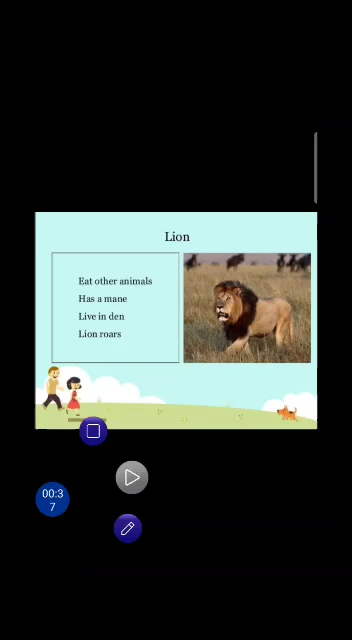 Lion
Eat other animals
Has a mane
Live in den
Lion roars
00:3
7